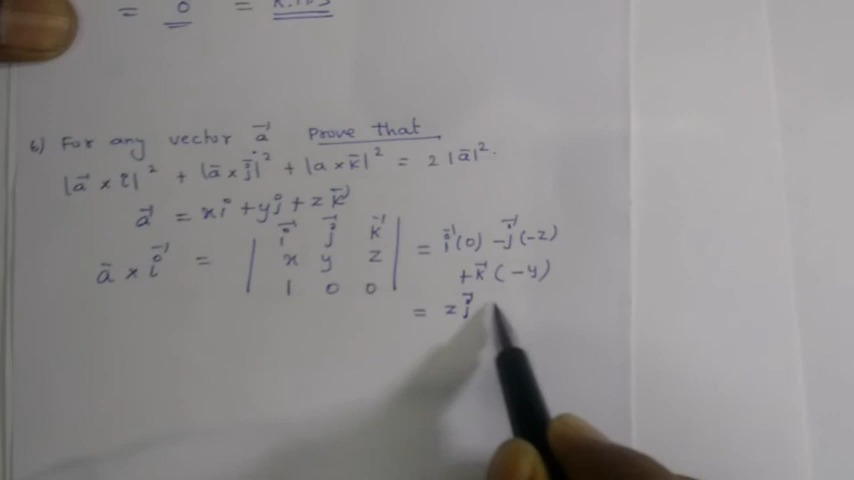 = 0 = R.H.S
6) For any vector a⃗ Prove that
|a⃗ × i⃗|² + |a̅ × j⃗|² + |a × k̅|² = 2 |a̅|².
a⃗ = xi⃗ + yj⃗ + zk⃗
a̅ × i⃗ = | i⃗ j⃗ k⃗ | = i⃗(0) - j⃗(-z)
| x y z | + k⃗(-y)
| 1 0 0 |
= zj⃗